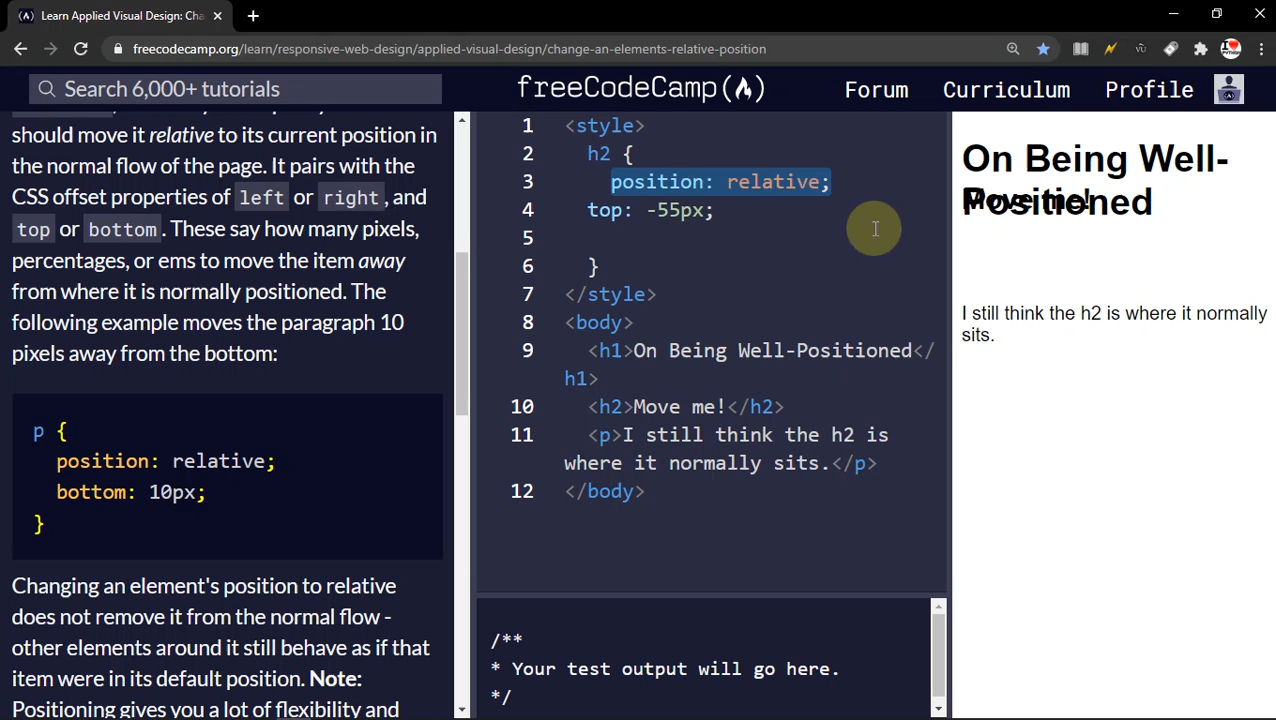 Learn Applied Visual Design: Cha
freecodecamp.org/learn/responsive-web-design/applied-visual-design/change-an-elements-relative-position
Search 6,000+ tutorials
freeCodeCamp
Forum
Curriculum
Profile
should move it relative to its current position in
the normal flow of the page. It pairs with the
CSS offset properties of left or right, and
top or bottom. These say how many pixels,
percentages, or ems to move the item away
from where it is normally positioned. The
following example moves the paragraph 10
pixels away from the bottom:
p {
position: relative;
bottom: 10px;
}
Changing an element's position to relative
does not remove it from the normal flow -
other elements around it still behave as if that
item were in its default position. Note:
Positioning gives you a lot of flexibility and
1 <style>
2 h2 {
3 position: relative;
4 top: -55px;
5
6 }
7 </style>
8 <body>
9 <h1>On Being Well-Positioned</
h1>
10 <h2>Move me!</h2>
11 <p>I still think the h2 is
where it normally sits.</p>
12 </body>
/**
* Your test output will go here.
*/
On Being Well-
Positioned
Move me!
I still think the h2 is where it normally
sits.